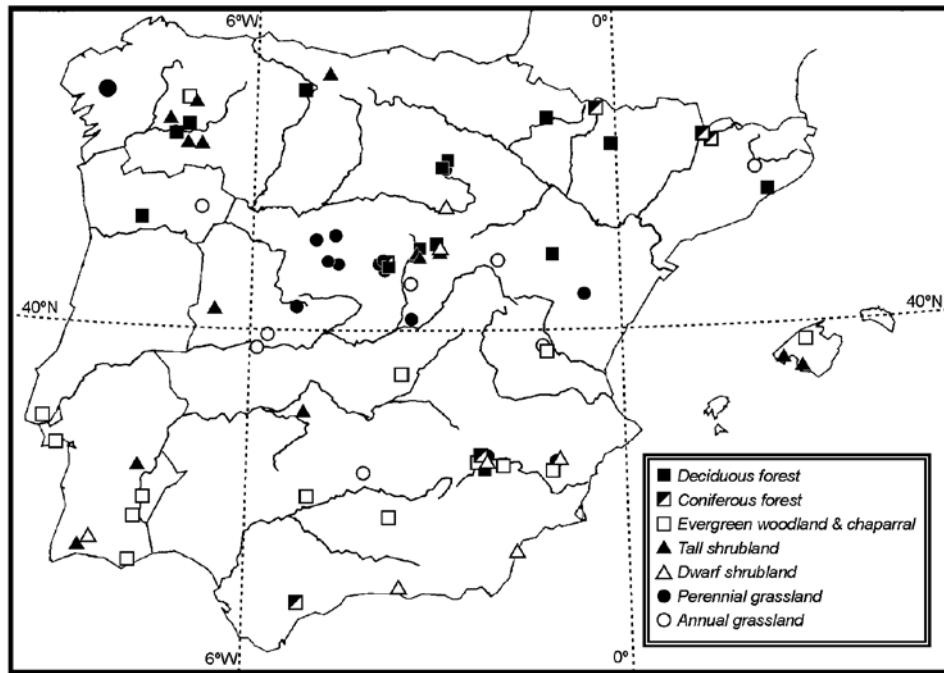 6°W
0°
40°N
40°N
Deciduous forest
Coniferous forest
Evergreen woodland & chaparral
Tall shrubland
Dwarf shrubland
Perennial grassland
Annual grassland
6°W
0°